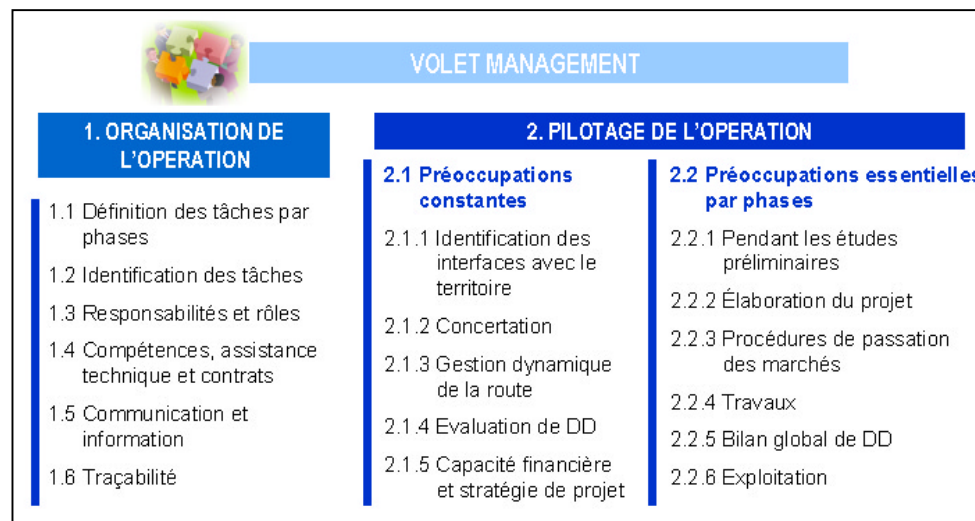 VOLET MANAGEMENT
1. ORGANISATION DE
L'OPERATION
1.1 Définition des tâches par
phases
1.2 Identification des tâches
1.3 Responsabilités et rôles
1.4 Compétences, assistance
technique et contrats
1.5 Communication et
information
1.6 Traçabilité
2. PILOTAGE DE L'OPERATION
2.1 Préoccupations
constantes
2.1.1 Identification des
interfaces avec le
territoire
2.1.2 Concertation
2.1.3 Gestion dynamique
de la route
2.1.4 Evaluation de DD
2.1.5 Capacité financière
et stratégie de projet
2.2 Préoccupations essentielles
par phases
2.2.1 Pendant les études
préliminaires
2.2.2 Élaboration du projet
2.2.3 Procédures de passation
des marchés
2.2.4 Travaux
2.2.5 Bilan global de DD
2.2.6 Exploitation